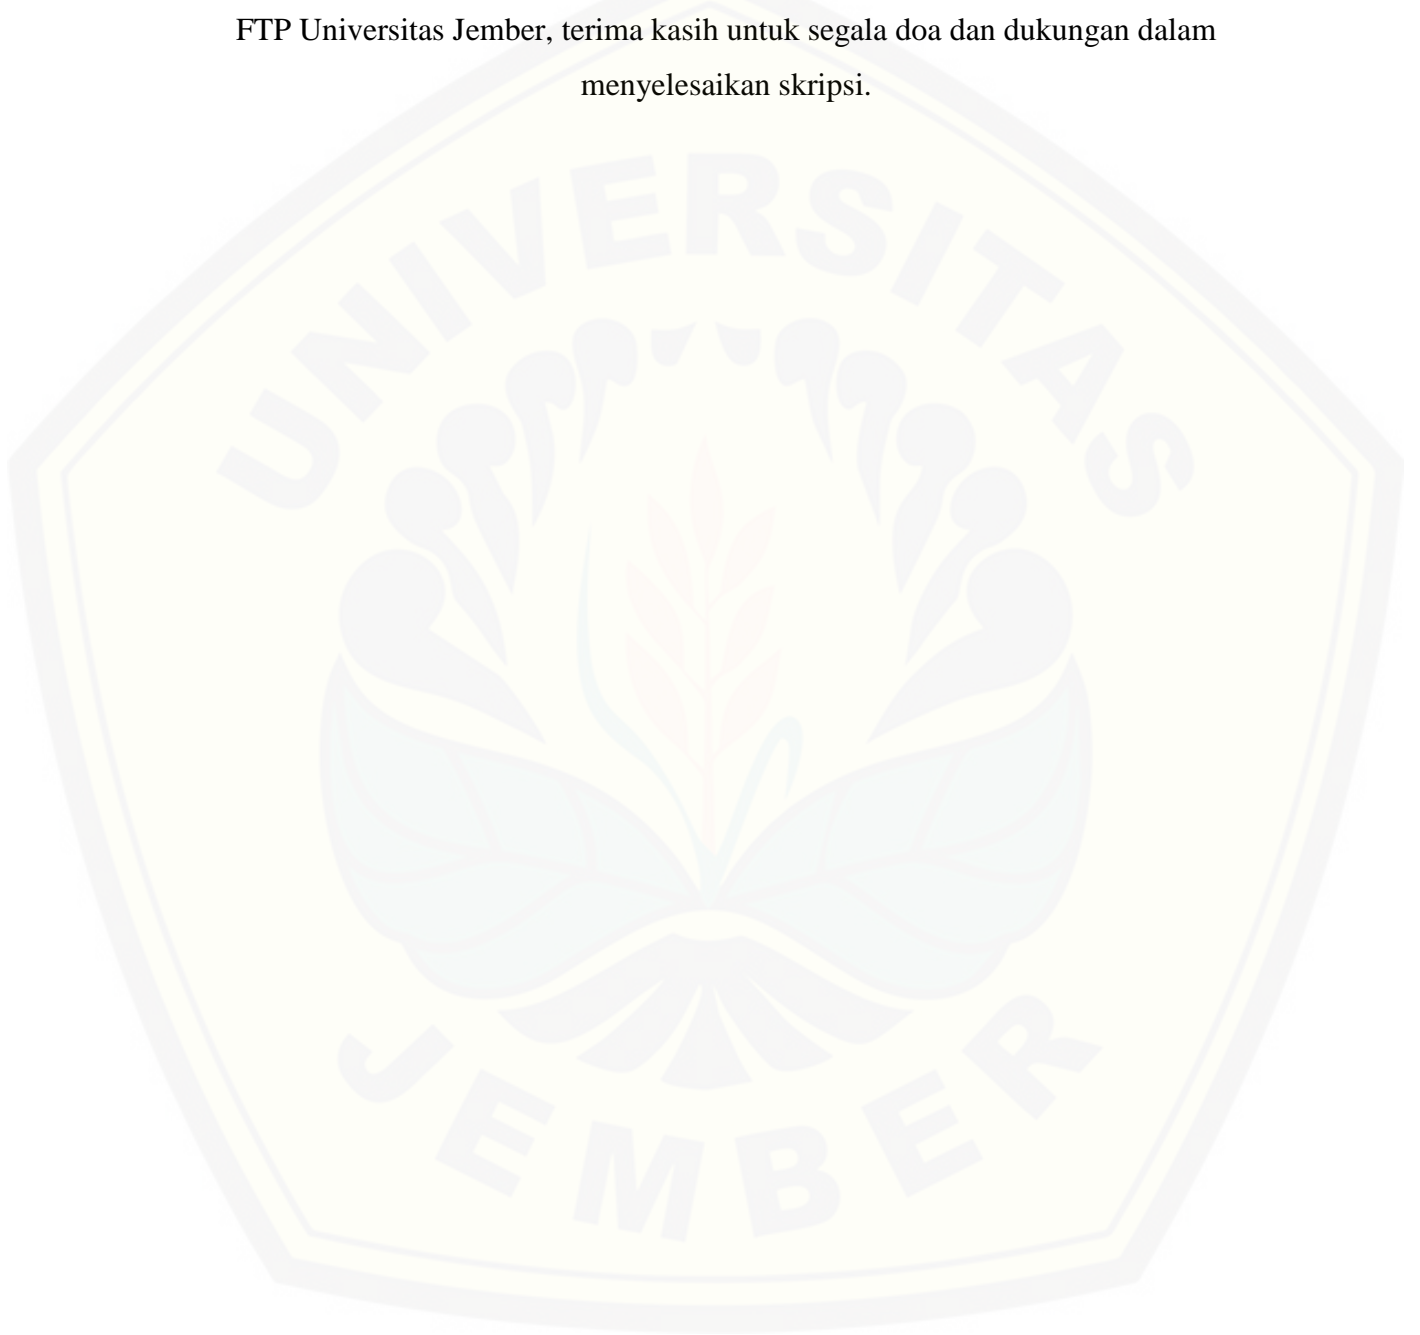 FTP Universitas Jember, terima kasih untuk segala doa dan dukungan dalam
menyelesaikan skripsi.
UNIVERSITAS
JEMBER